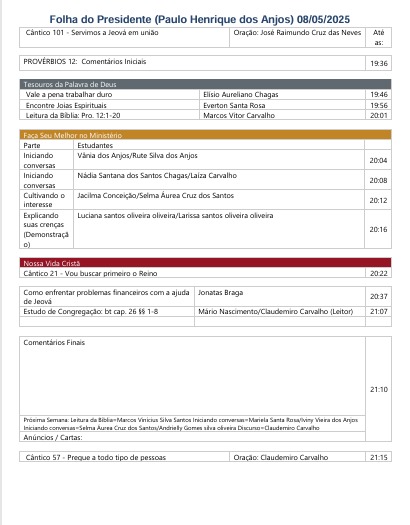 Folha do Presidente (Paulo Henrique dos Anjos) 08/05/2025
Cântico 101 - Servimos a Jeová em união Oração: José Raimundo Cruz das Neves Até as:
PROVÉRBIOS 12: Comentários Iniciais 19:36
Tesouros da Palavra de Deus
Vale a pena trabalhar duro Elísio Aureliano Chagas 19:46
Encontre Joias Espirituais Everton Santa Rosa 19:56
Leitura da Bíblia: Pro. 12:1-20 Marcos Vitor Carvalho 20:01
Faça Seu Melhor no Ministério
Parte Estudantes
Iniciando conversas Vânia dos Anjos/Rute Silva dos Anjos 20:04
Iniciando conversas Nádia Santana dos Santos Chagas/Laíza Carvalho 20:08
Cultivando o interesse Jacilma Conceição/Selma Áurea Cruz dos Santos 20:12
Explicando suas crenças (Demonstração) Luciana santos oliveira oliveira/Larissa santos oliveira oliveira 20:16
Nossa Vida Cristã
Cântico 21 - Vou buscar primeiro o Reino 20:22
Como enfrentar problemas financeiros com a ajuda de Jeová Jonatas Braga 20:37
Estudo de Congregação: bt cap. 26 §§ 1-8 Mário Nascimento/Claudemiro Carvalho (Leitor) 21:07
Comentários Finais 21:10
Próxima Semana: Leitura da Bíblia=Marcos Vinicius Silva Santos Iniciando conversas=Mariela Santa Rosa/Iviny Vieira dos Anjos
Iniciando conversas=Selma Áurea Cruz dos Santos/Andrielly Gomes silva oliveira Discurso=Claudemiro Carvalho
Anúncios / Cartas:
Cântico 57 - Pregue a todo tipo de pessoas Oração: Claudemiro Carvalho 21:15